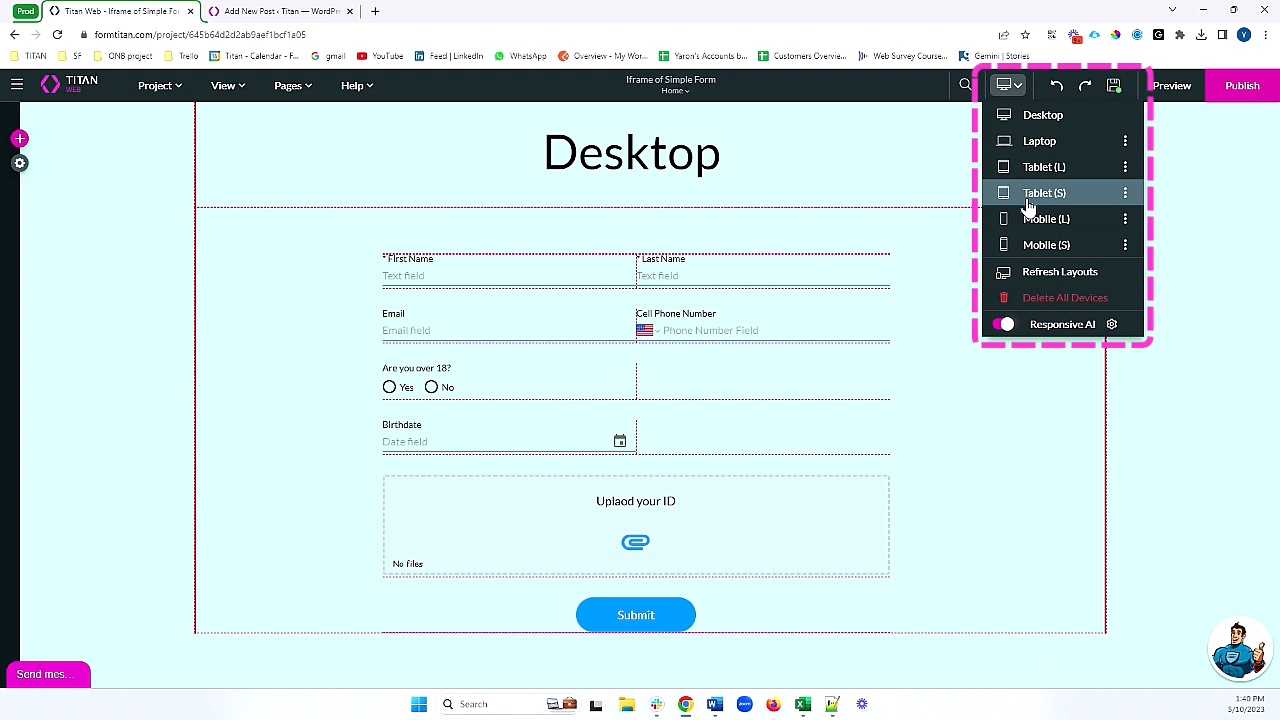 Prod
Titan Web - Iframe of Simple Form
Add New Post ‹ Titan — WordPre
formtitan.com/project/645b64d2d2ab9aef1bcf1a05
TITAN
SF
ONB project
Trello
Titan - Calendar - F...
gmail
YouTube
Feed | LinkedIn
WhatsApp
Overview - My Wor...
Yaron's Accounts b...
Customers Overvie...
Web Survey Course...
Gemini | Stories
TITAN
WEB
Project
View
Pages
Help
Iframe of Simple Form
Home
Preview
Publish
Desktop
Laptop
Tablet (L)
Tablet (S)
Mobile (L)
Mobile (S)
Refresh Layouts
Delete All Devices
Responsive AI
Desktop
* First Name
Text field
* Last Name
Text field
Email
Email field
Cell Phone Number
Phone Number Field
Are you over 18?
Yes
No
Birthdate
Date field
Uplaod your ID
No files
Submit
Send mes...
Search
1:40 PM
5/10/2023